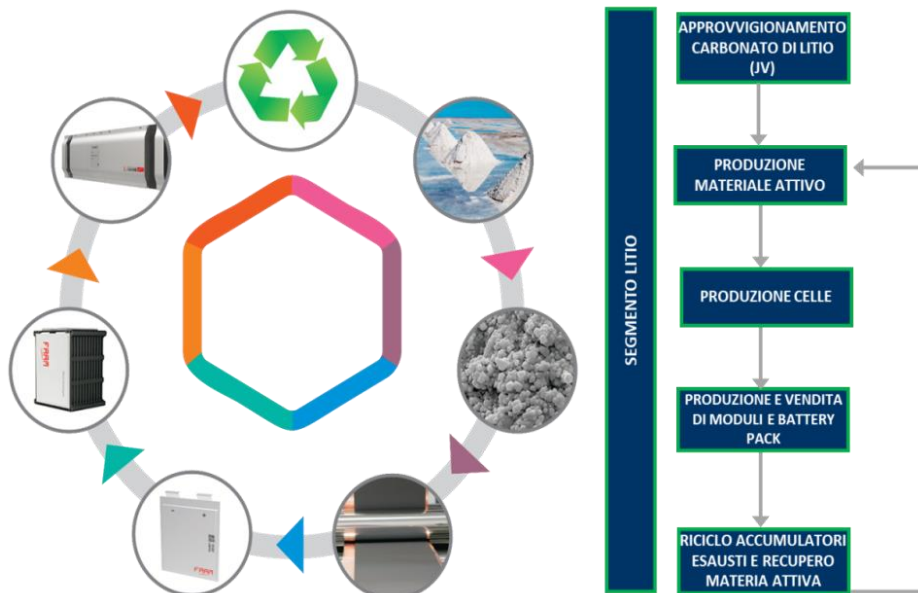 APPROVVIGIONAMENTO
CARBONATO DI LITIO
(JV)
PRODUZIONE
MATERIALE ATTIVO
SEGMENTO LITIO
PRODUZIONE CELLE
PRODUZIONE E VENDITA
DI MODULI E BATTERY
PACK
RICICLO ACCUMULATORI
ESAUSTI E RECUPERO
MATERIA ATTIVA